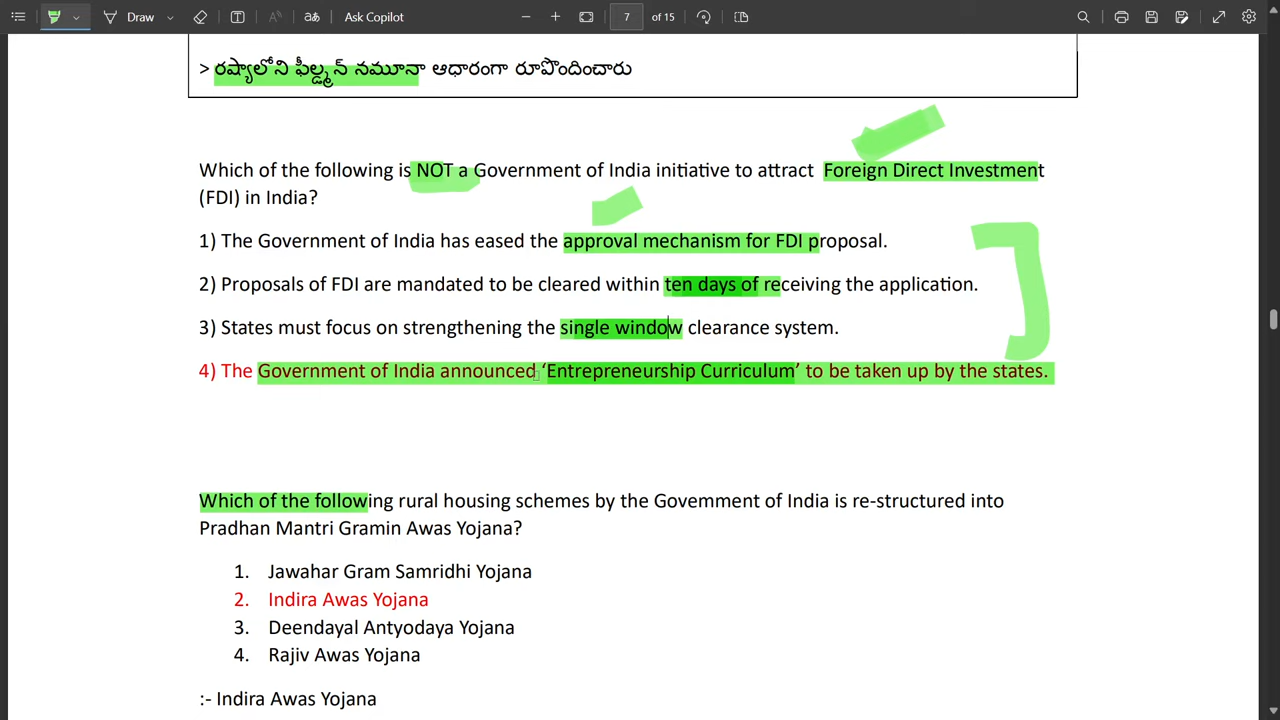 Draw
Ask Copilot
7 of 15
> రష్యాలోని ఫీల్డ్మన్ నమూనా ఆధారంగా రూపొందించారు
Which of the following is NOT a Government of India initiative to attract Foreign Direct Investment
(FDI) in India?
1) The Government of India has eased the approval mechanism for FDI proposal.
2) Proposals of FDI are mandated to be cleared within ten days of receiving the application.
3) States must focus on strengthening the single window clearance system.
4) The Government of India announced ‘Entrepreneurship Curriculum’ to be taken up by the states.
Which of the following rural housing schemes by the Govemment of India is re-structured into
Pradhan Mantri Gramin Awas Yojana?
1. Jawahar Gram Samridhi Yojana
2. Indira Awas Yojana
3. Deendayal Antyodaya Yojana
4. Rajiv Awas Yojana
:- Indira Awas Yojana